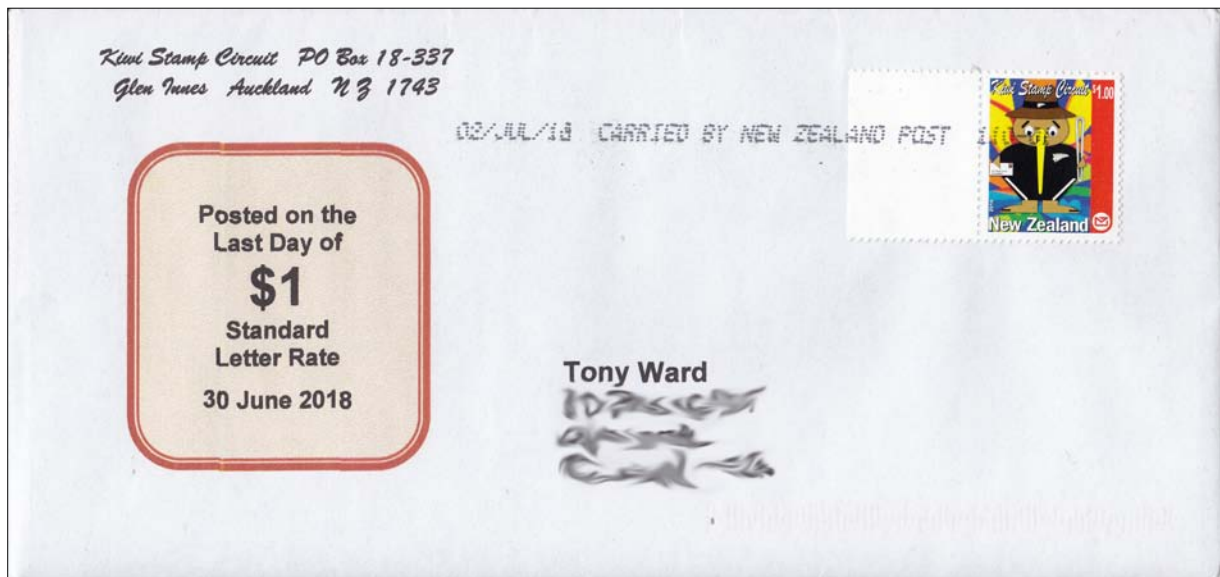 Kiwi Stamp Circuit PO Box 18-337
Glen Innes Auckland N Z 1743
02/JUL/18 CARRIED BY NEW ZEALAND POST
Kiwi Stamp Circuit $1.00
New Zealand
Posted on the
Last Day of
$1
Standard
Letter Rate
30 June 2018
Tony Ward